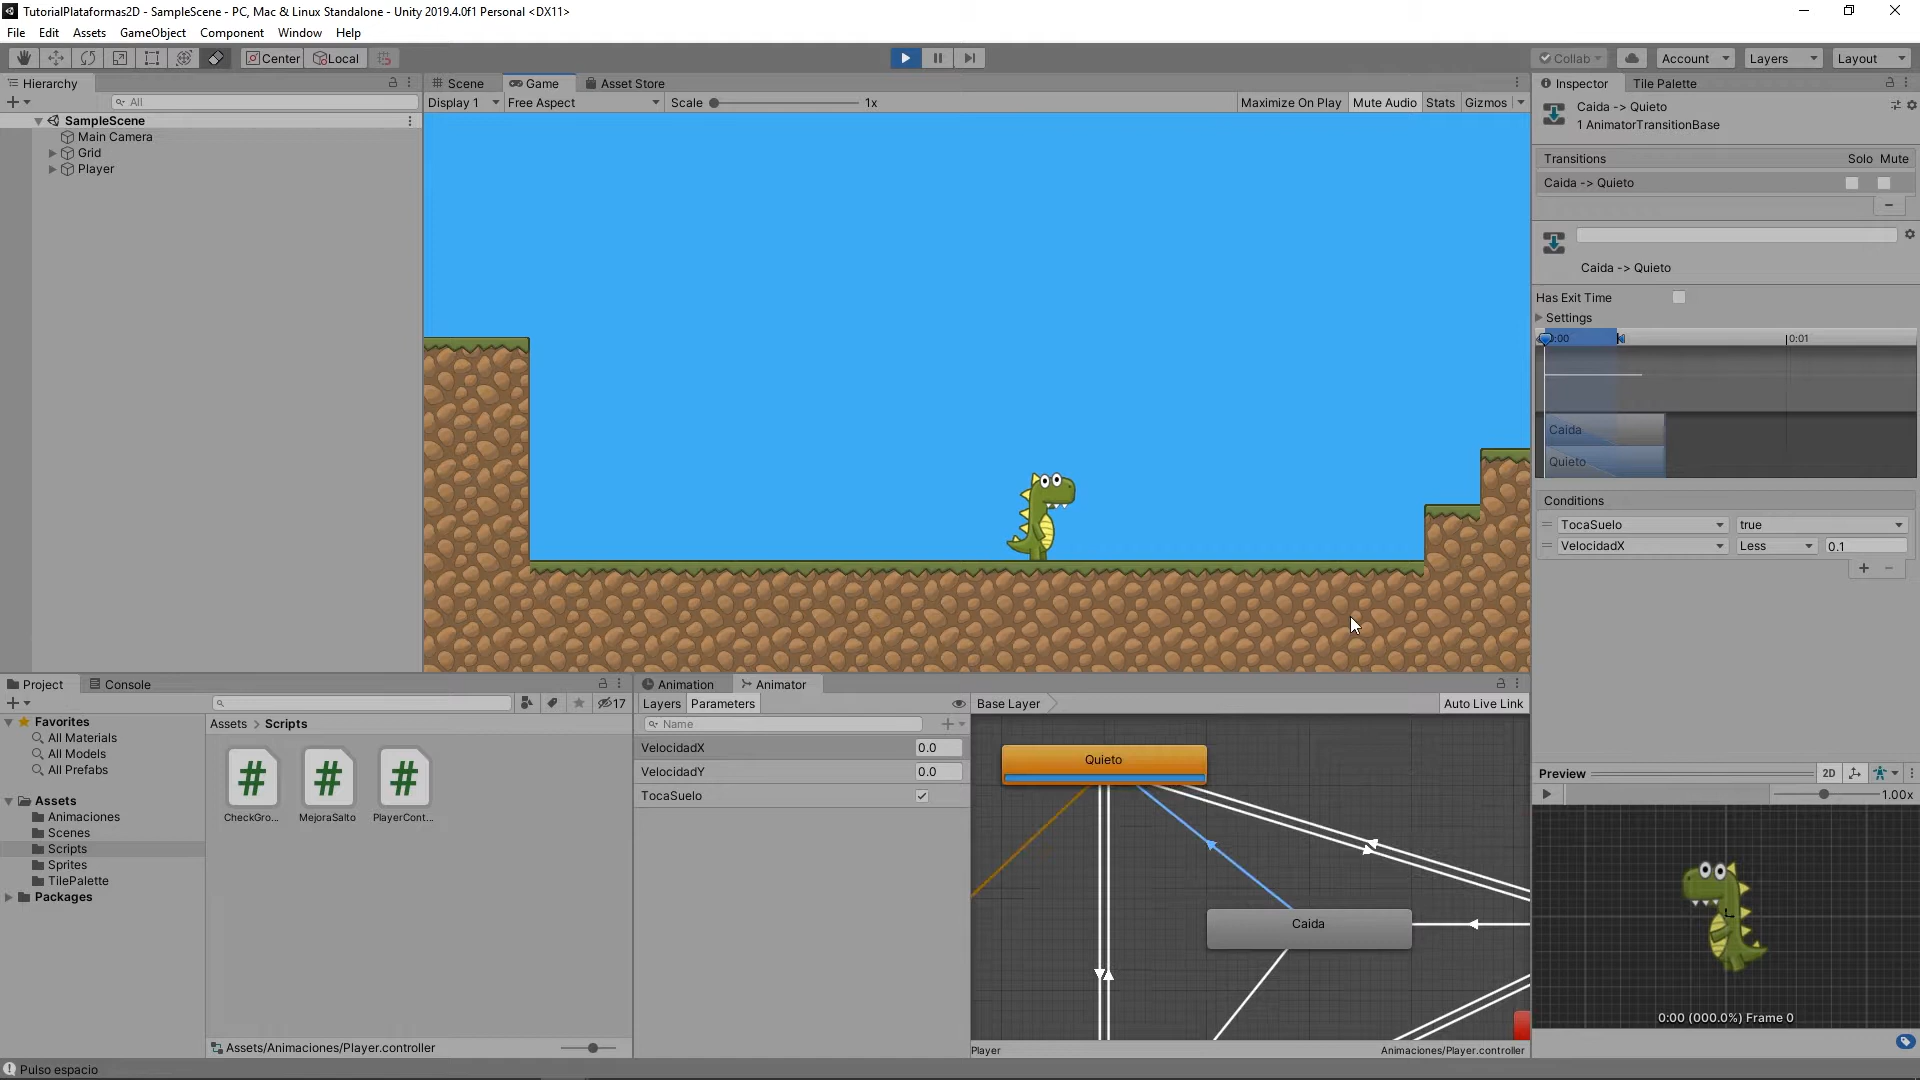 TutorialPlataformas2D - SampleScene - PC, Mac & Linux Standalone - Unity 2019.4.0f1 Personal <DX11>
File Edit Assets GameObject Component Window Help
Center Local Collab Account Layers Layout
Hierarchy
All
SampleScene
Main Camera
Grid
Player
Scene Game Asset Store
Display 1 Free Aspect Scale 1x Maximize On Play Mute Audio Stats Gizmos
Inspector Tile Palette
Caida -> Quieto
1 AnimatorTransitionBase
Transitions Solo Mute
Caida -> Quieto
Caida -> Quieto
Has Exit Time
Settings
:00 0:01
Caida
Quieto
Conditions
TocaSuelo true
VelocidadX Less 0.1
Project Console
17
Favorites
All Materials
All Models
All Prefabs
Assets
Animaciones
Scenes
Scripts
Sprites
TilePalette
Packages
Assets > Scripts
CheckGro... MejoraSalto PlayerCont...
Assets/Animaciones/Player.controller
Animation Animator
Layers Parameters Base Layer Auto Live Link
Name
VelocidadX 0.0
VelocidadY 0.0
TocaSuelo
Quieto
Caida
Player Animaciones/Player.controller
Preview 2D
1.00x
0:00 (000.0%) Frame 0
Pulso espacio